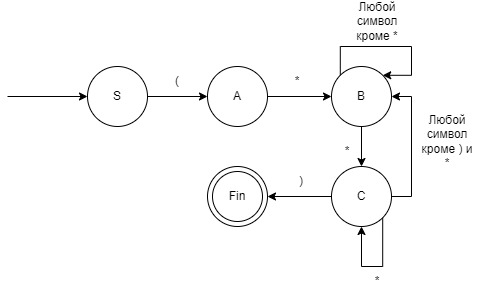 Любой
символ
кроме *
S
(
A
*
B
Любой
символ
кроме ) и
*
*
Fin
)
C
*